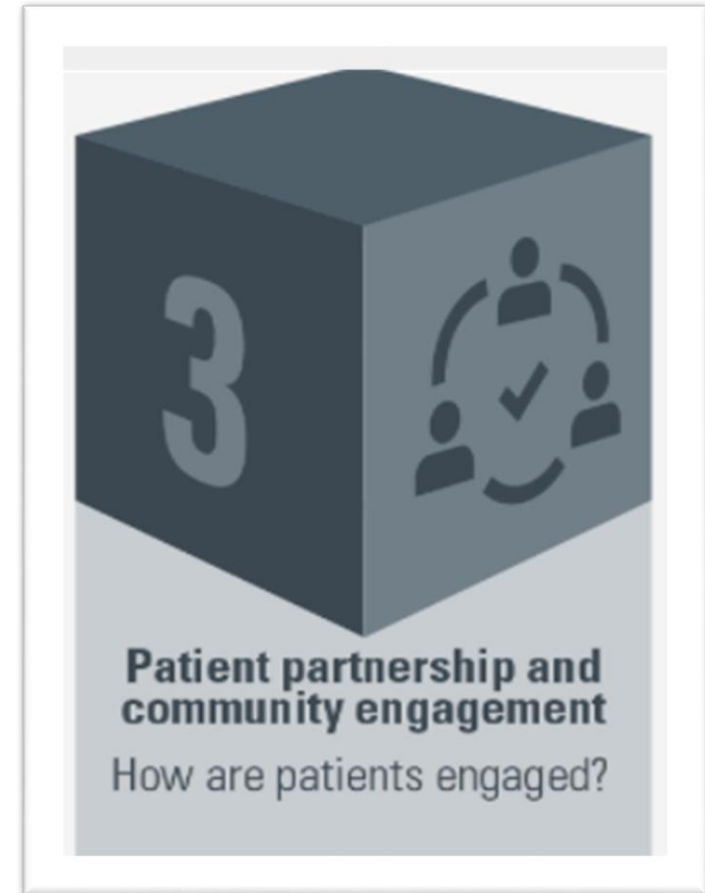 3
Patient partnership and
community engagement
How are patients engaged?